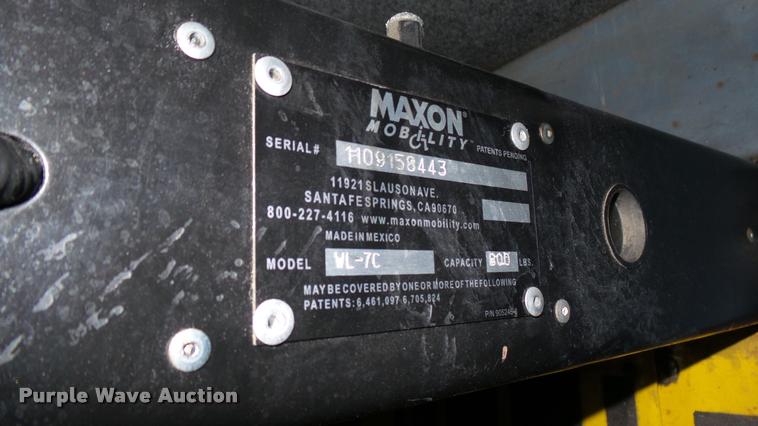 MAXON
MOBILITY
PATENTS PENDING
SERIAL# 1109158443
11921 SLAUSON AVE.
SANTA FE SPRINGS, CA 90670
800-227-4116 www.maxonmobility.com
MADE IN MEXICO
MODEL WL-7C CAPACITY 800 LBS.
MAY BE COVERED BY ONE OR MORE OF THE FOLLOWING
PATENTS: 6,461,097 6,705,824
P/N
Purple Wave Auction